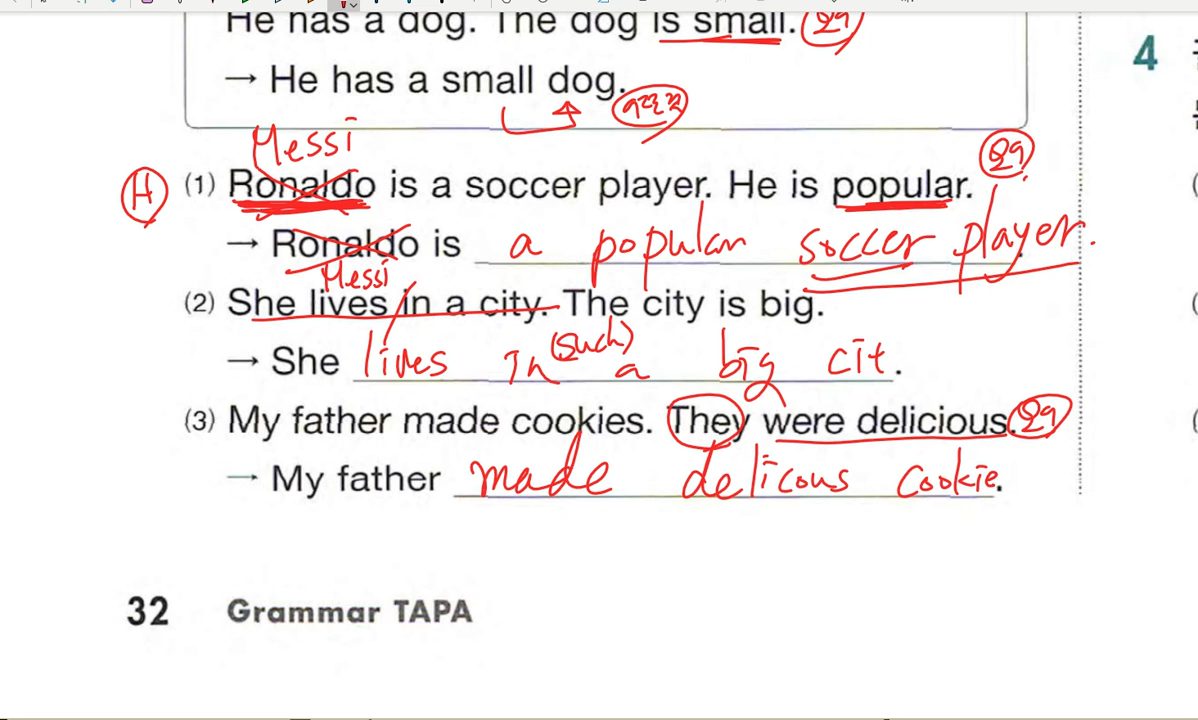 He has a dog. The dog is small.
→ He has a small dog.
Messi
H (1) Ronaldo is a soccer player. He is popular.
→ Ronaldo is a popular soccer player.
Messi
(2) She lives in a city. The city is big.
(such)
→ She lives in a big cit.
(3) My father made cookies. They were delicious.
→ My father made delicous cookie.
4
32 Grammar TAPA